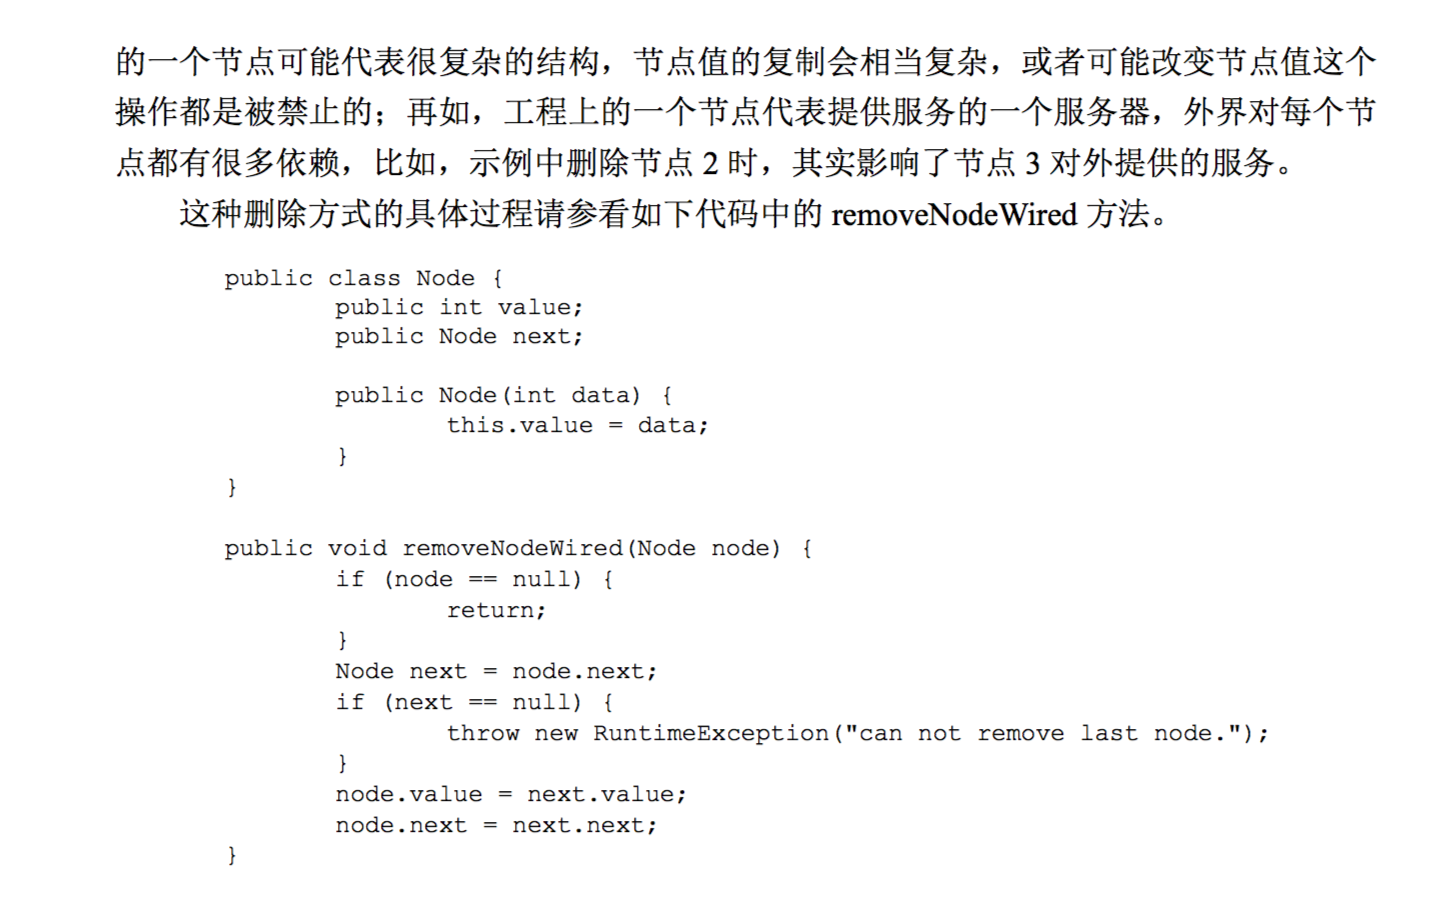 的一个节点可能代表很复杂的结构，节点值的复制会相当复杂，或者可能改变节点值这个
操作都是被禁止的；再如，工程上的一个节点代表提供服务的一个服务器，外界对每个节
点都有很多依赖，比如，示例中删除节点 2 时，其实影响了节点 3 对外提供的服务。
这种删除方式的具体过程请参看如下代码中的 removeNodeWired 方法。
public class Node {
public int value;
public Node next;
public Node(int data) {
this.value = data;
}
}
public void removeNodeWired(Node node) {
if (node == null) {
return;
}
Node next = node.next;
if (next == null) {
throw new RuntimeException("can not remove last node.");
}
node.value = next.value;
node.next = next.next;
}